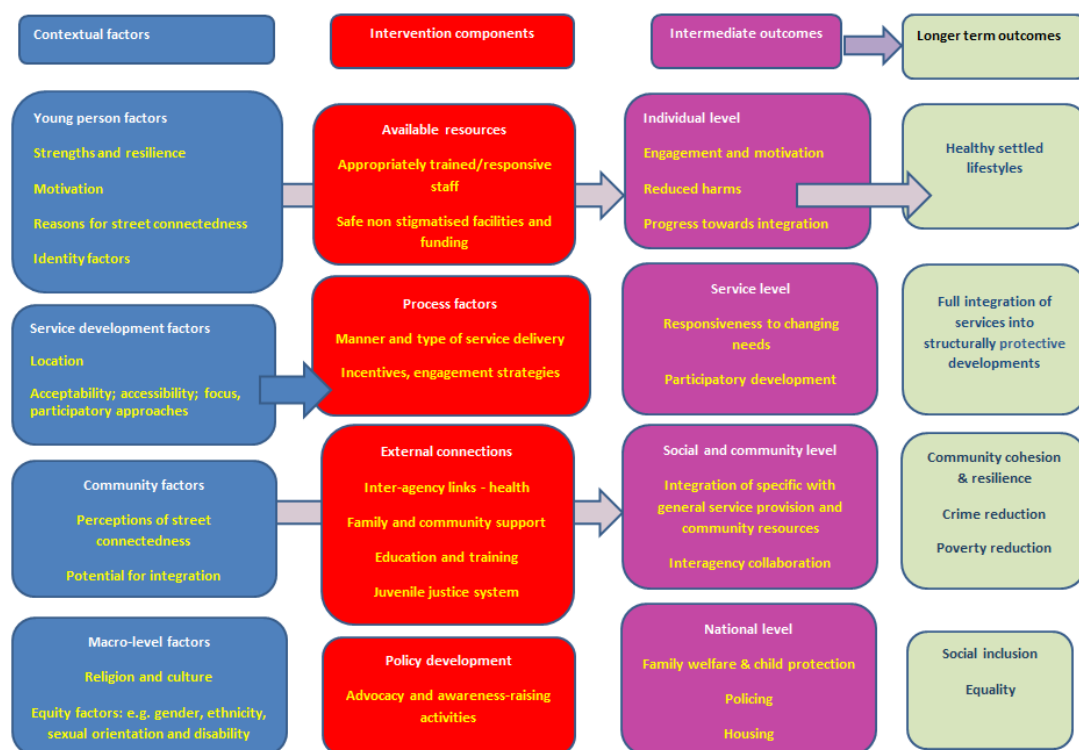 Contextual factors
Intervention components
Intermediate outcomes
Longer term outcomes
Young person factors
Strengths and resilience
Motivation
Reasons for street connectedness
Identity factors
Available resources
Appropriately trained/responsive
staff
Safe non stigmatised facilities and
funding
Individual level
Engagement and motivation
Reduced harms
Progress towards integration
Healthy settled
lifestyles
Service development factors
Location
Acceptability; accessibility; focus,
participatory approaches
Process factors
Manner and type of service delivery
Incentives, engagement strategies
Service level
Responsiveness to changing
needs
Participatory development
Full integration of
services into
structurally protective
developments
Community factors
Perceptions of street
connectedness
Potential for integration
External connections
Inter-agency links - health
Family and community support
Education and training
Juvenile justice system
Social and community level
Integration of specific with
general service provision and
community resources
Interagency collaboration
Community cohesion
& resilience
Crime reduction
Poverty reduction
Macro-level factors
Religion and culture
Equity factors: e.g. gender, ethnicity,
sexual orientation and disability
Policy development
Advocacy and awareness-raising
activities
National level
Family welfare & child protection
Policing
Housing
Social inclusion
Equality